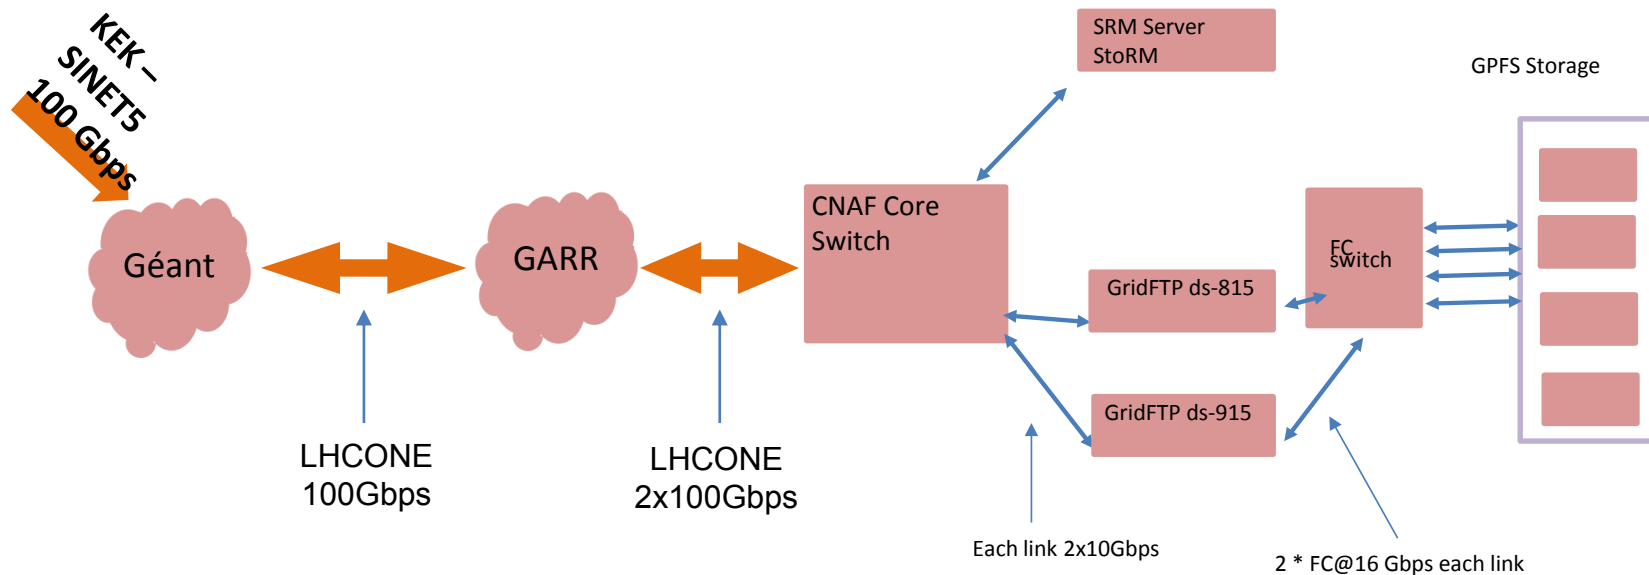 KEK –
SINET5
100 Gbps
SRM Server
StoRM
GPFS Storage
CNAF Core
Switch
FC
switch
Géant
GARR
GridFTP ds-815
GridFTP ds-915
LHCONE
100Gbps
LHCONE
2x100Gbps
Each link 2x10Gbps
2 * FC@16 Gbps each link